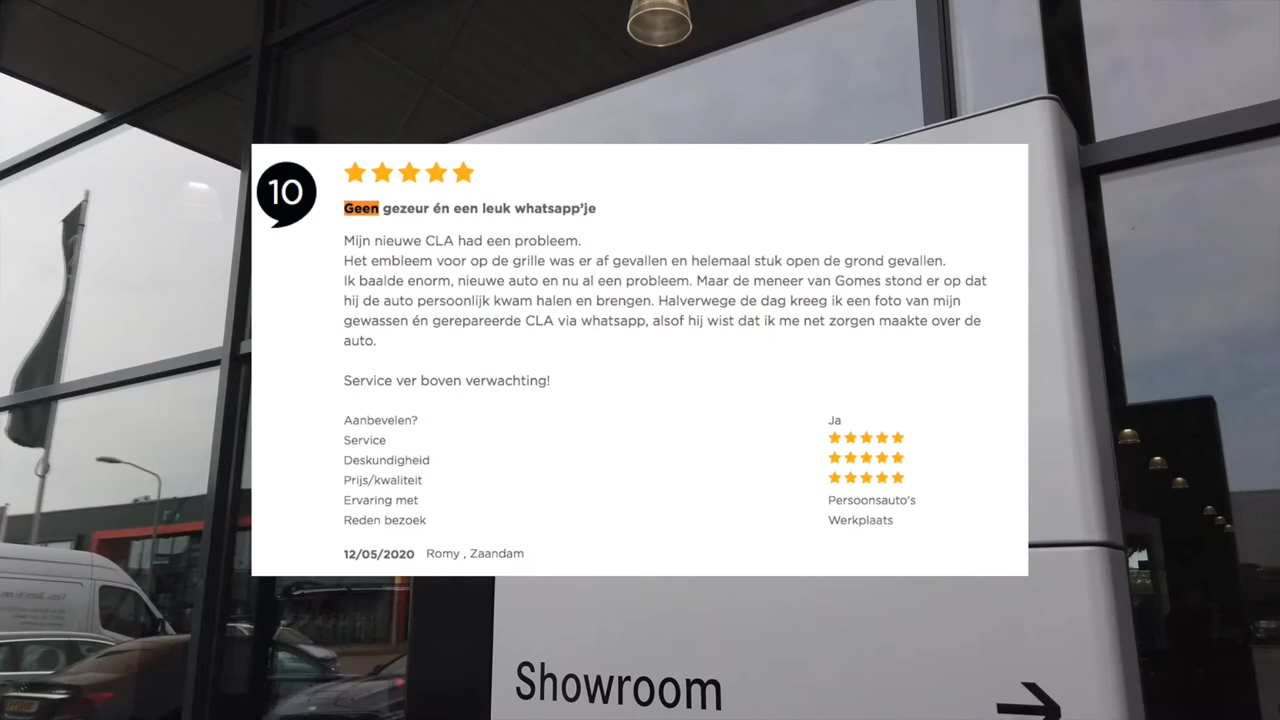 10
Geen gezeur én een leuk whatsapp'je
Mijn nieuwe CLA had een probleem.
Het embleem voor op de grille was er af gevallen en helemaal stuk open de grond gevallen.
Ik baalde enorm, nieuwe auto en nu al een probleem. Maar de meneer van Gomes stond er op dat
hij de auto persoonlijk kwam halen en brengen. Halverwege de dag kreeg ik een foto van mijn
gewassen én gerepareerde CLA via whatsapp, alsof hij wist dat ik me net zorgen maakte over de
auto.
Service ver boven verwachting!
Aanbevelen? Ja
Service
Deskundigheid
Prijs/kwaliteit
Ervaring met Persoonsauto's
Reden bezoek Werkplaats
12/05/2020 Romy , Zaandam
Showroom